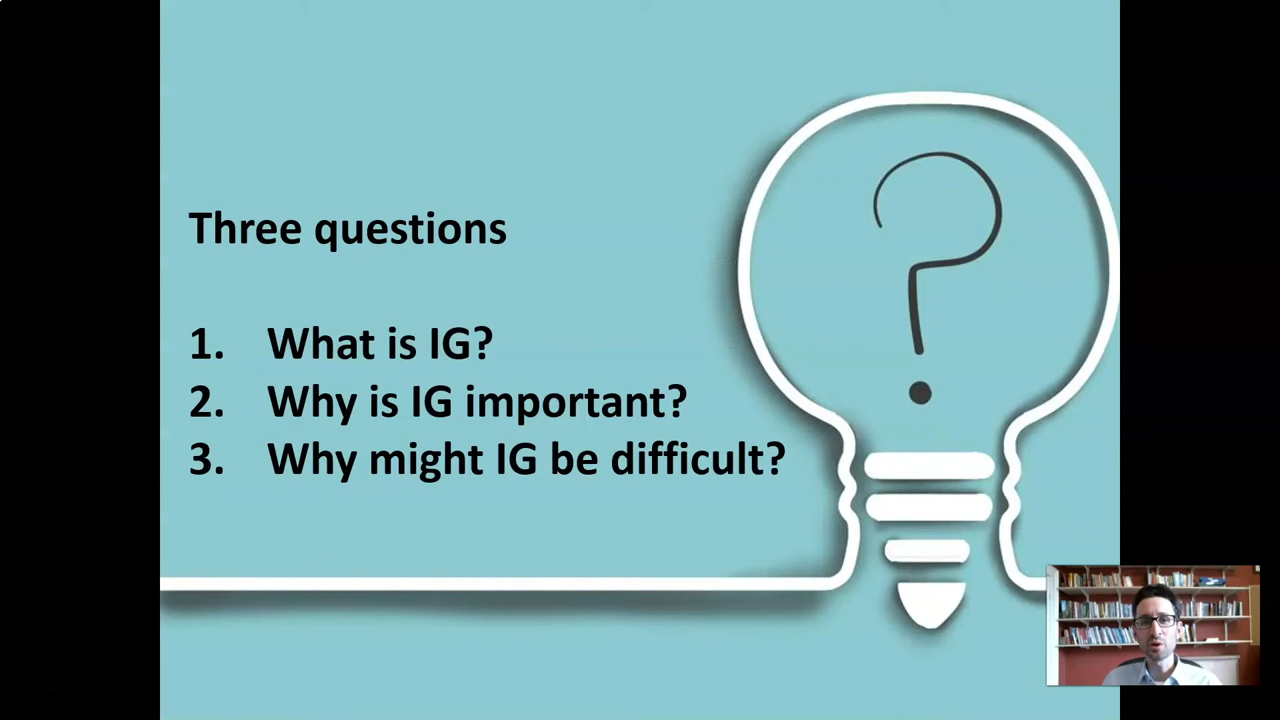 Three questions
1. What is IG?
2. Why is IG important?
3. Why might IG be difficult?